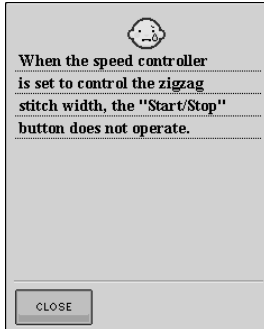 When the speed controller
is set to control the zigzag
stitch width, the "Start/Stop"
button does not operate.
CLOSE